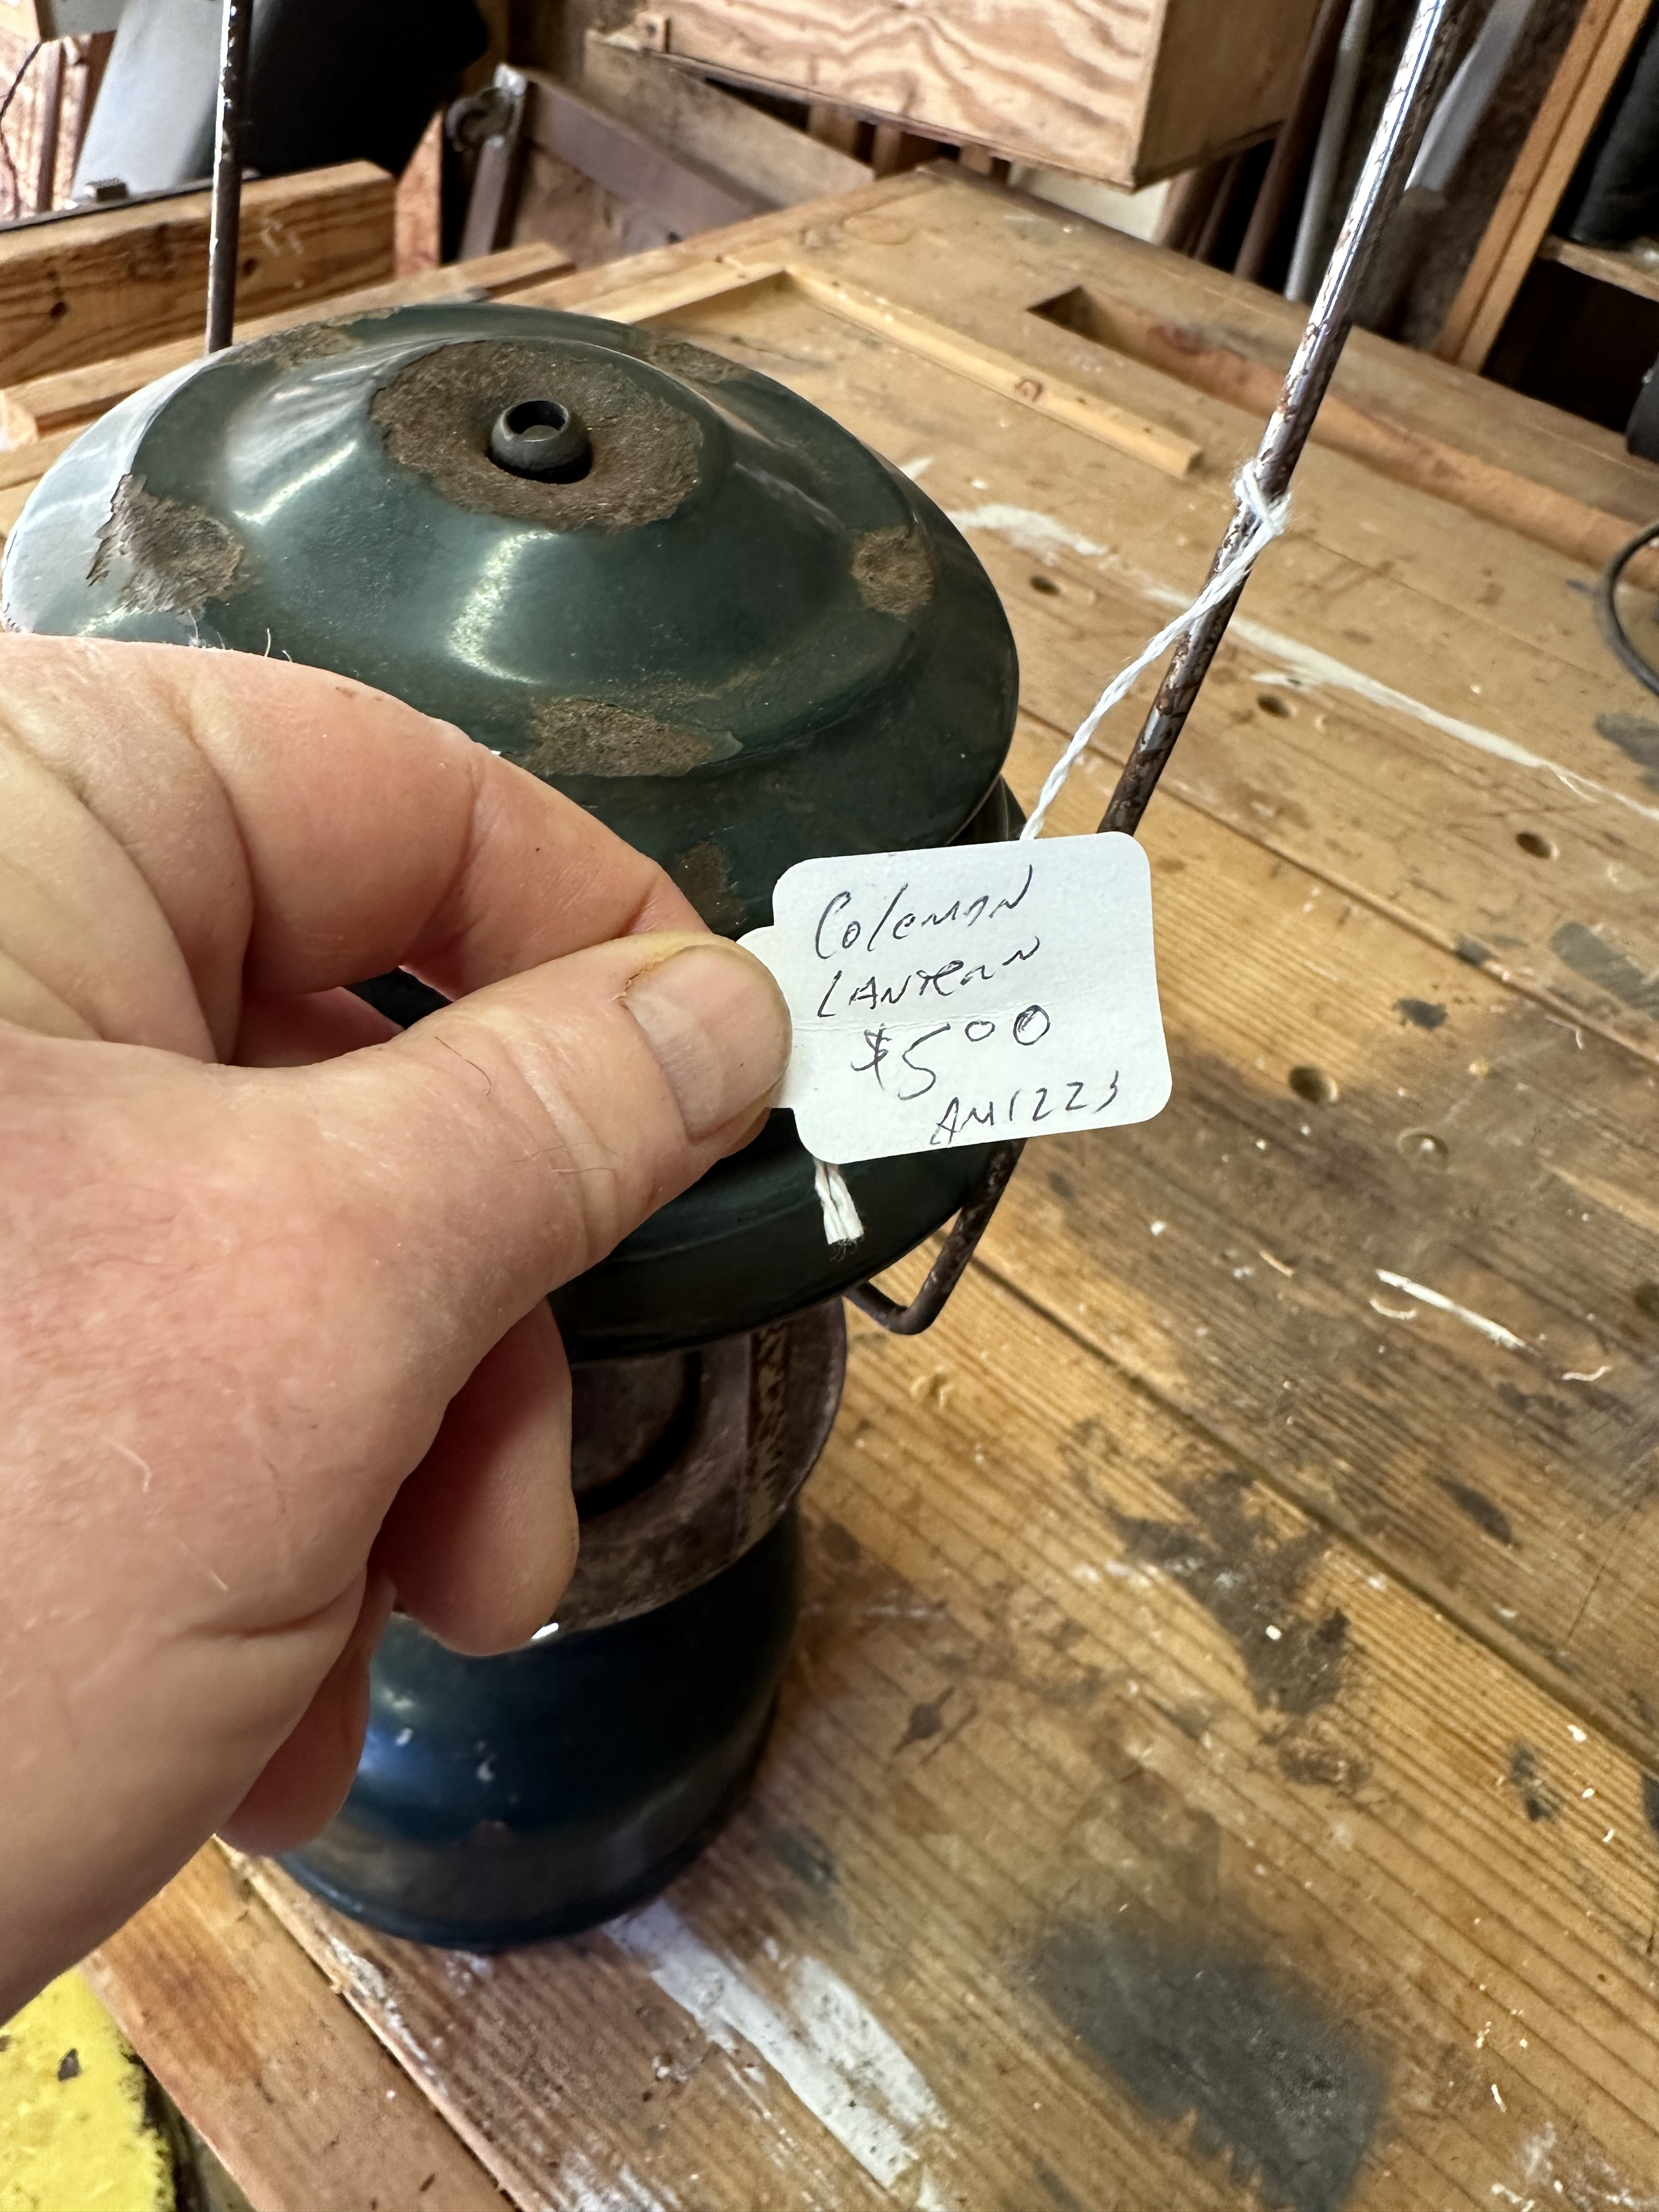 Coleman
LANTERN
$5 00
AM1223